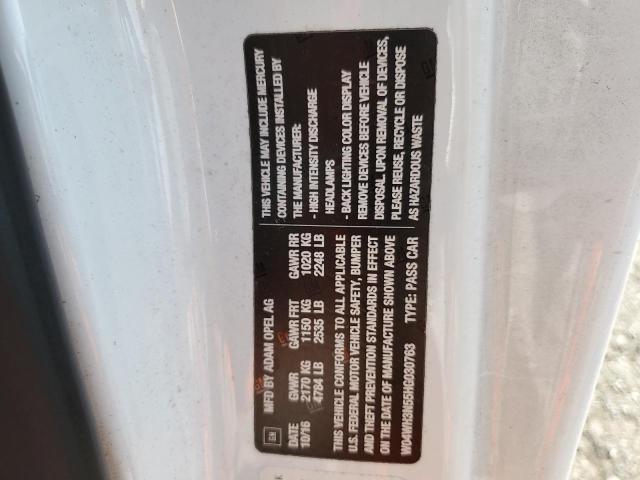 GM
MFD BY ADAM OPEL AG
DATE GVWR GAWR FRT GAWR RR
10/16 2170 KG 1150 KG 1020 KG
4784 LB 2535 LB 2248 LB
THIS VEHICLE CONFORMS TO ALL APPLICABLE
U.S. FEDERAL MOTOR VEHICLE SAFETY, BUMPER
AND THEFT PREVENTION STANDARDS IN EFFECT
ON THE DATE OF MANUFACTURE SHOWN ABOVE
W04WH3N55HG030763 TYPE: PASS CAR
THIS VEHICLE MAY INCLUDE MERCURY
CONTAINING DEVICES INSTALLED BY
THE MANUFACTURER:
- HIGH INTENSITY DISCHARGE
HEADLAMPS
- BACK LIGHTING COLOR DISPLAY
REMOVE DEVICES BEFORE VEHICLE
DISPOSAL. UPON REMOVAL OF DEVICES,
PLEASE REUSE, RECYCLE OR DISPOSE
AS HAZARDOUS WASTE